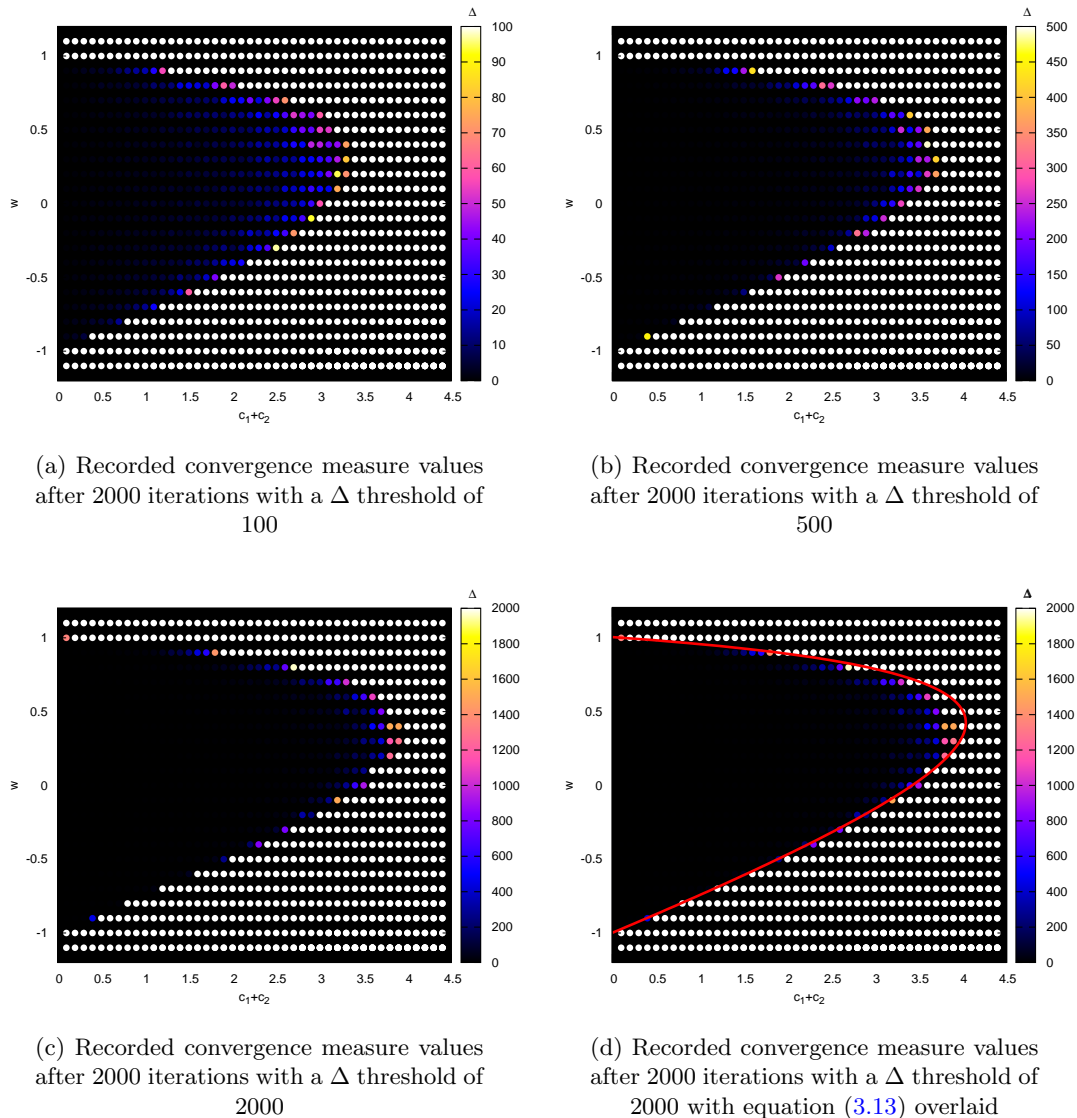 Δ
100
90
80
70
60
50
40
30
20
10
0
1
0.5
0
-0.5
-1
w
0 0.5 1 1.5 2 2.5 3 3.5 4 4.5
c1+c2
(a) Recorded convergence measure values
after 2000 iterations with a Δ threshold of
100
Δ
500
450
400
350
300
250
200
150
100
50
0
1
0.5
0
-0.5
-1
w
0 0.5 1 1.5 2 2.5 3 3.5 4 4.5
c1+c2
(b) Recorded convergence measure values
after 2000 iterations with a Δ threshold of
500
Δ
2000
1800
1600
1400
1200
1000
800
600
400
200
0
1
0.5
0
-0.5
-1
w
0 0.5 1 1.5 2 2.5 3 3.5 4 4.5
c1+c2
(c) Recorded convergence measure values
after 2000 iterations with a Δ threshold of
2000
Δ
2000
1800
1600
1400
1200
1000
800
600
400
200
0
1
0.5
0
-0.5
-1
w
0 0.5 1 1.5 2 2.5 3 3.5 4 4.5
c1+c2
(d) Recorded convergence measure values
after 2000 iterations with a Δ threshold of
2000 with equation (3.13) overlaid